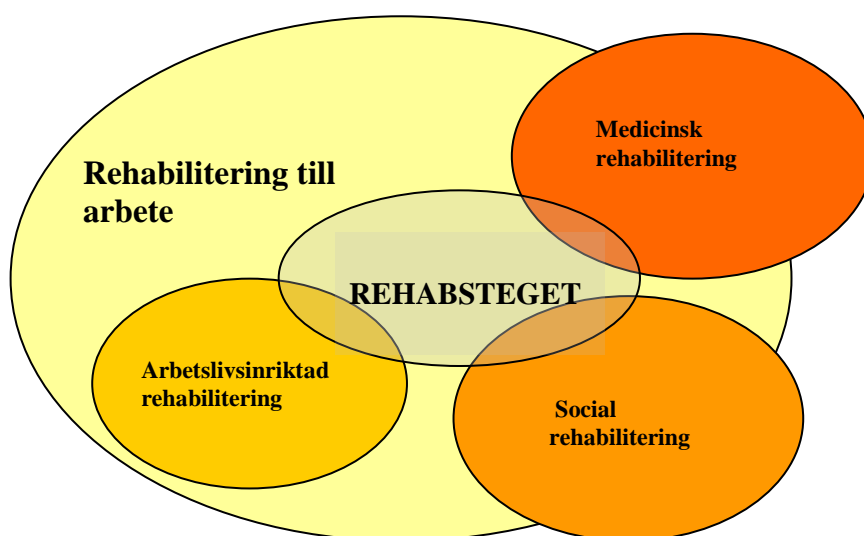 Medicinsk
rehabilitering
Rehabilitering till
arbete
REHABSTEGET
Arbetslivsinriktad
rehabilitering
Social
rehabilitering